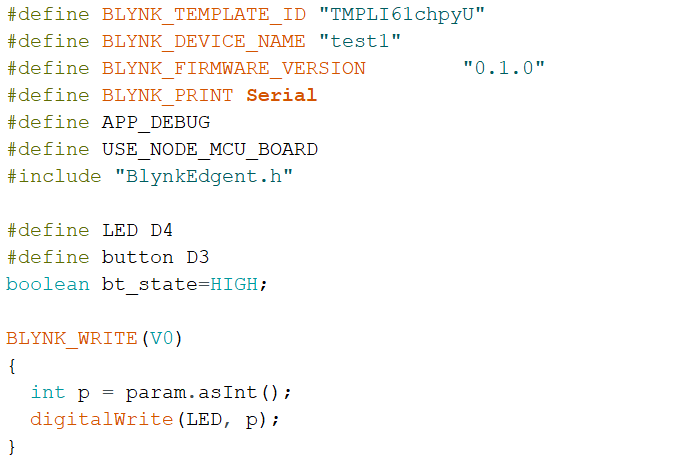 #define BLYNK_TEMPLATE_ID "TMPLI61chpyU"
#define BLYNK_DEVICE_NAME "test1"
#define BLYNK_FIRMWARE_VERSION        "0.1.0"
#define BLYNK_PRINT Serial
#define APP_DEBUG
#define USE_NODE_MCU_BOARD
#include "BlynkEdgent.h"

#define LED D4
#define button D3
boolean bt_state=HIGH;

BLYNK_WRITE(V0)
{
  int p = param.asInt();
  digitalWrite(LED, p);
}